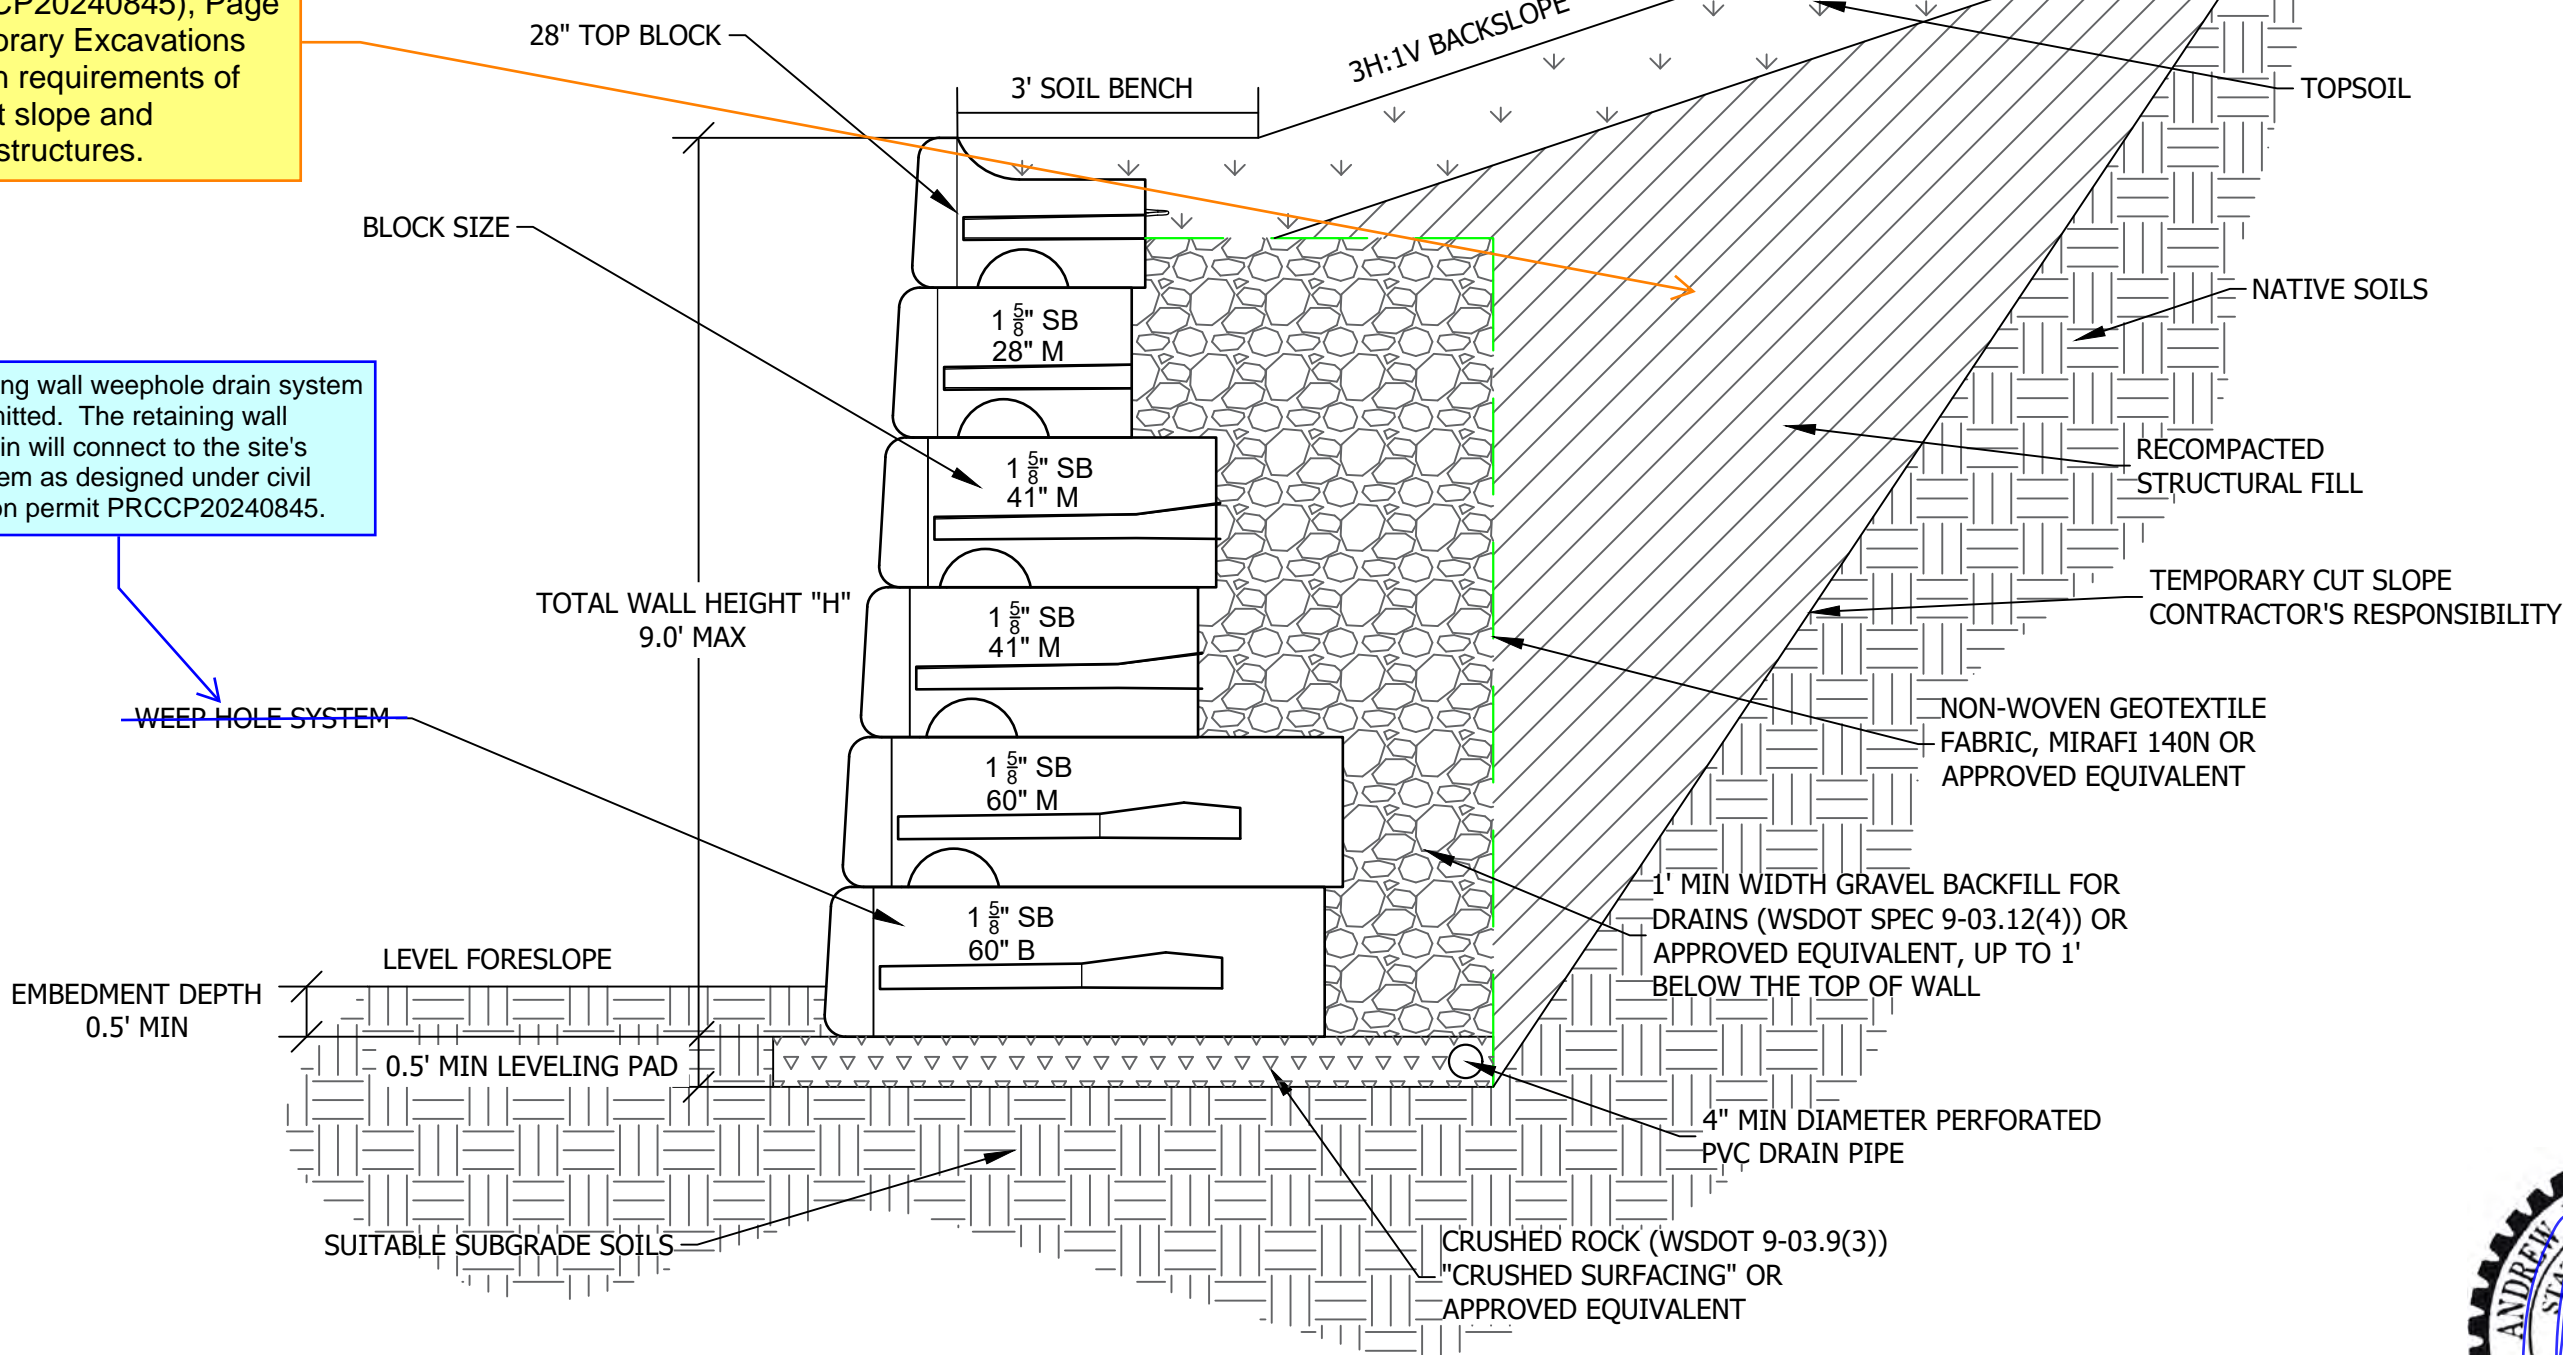 CP20240845), Page
orary Excavations
n requirements of
t slope and
structures.
28" TOP BLOCK
3' SOIL BENCH
3H:1V BACKSLOPE
TOPSOIL
BLOCK SIZE
NATIVE SOILS
1 5/8" SB
28" M
ng wall weephole drain system
mitted. The retaining wall
in will connect to the site's
em as designed under civil
on permit PRCCP20240845.
1 5/8" SB
41" M
RECOMPACTED
STRUCTURAL FILL
TOTAL WALL HEIGHT "H"
9.0' MAX
1 5/8" SB
41" M
TEMPORARY CUT SLOPE
CONTRACTOR'S RESPONSIBILITY
WEEP HOLE SYSTEM
NON-WOVEN GEOTEXTILE
FABRIC, MIRAFI 140N OR
APPROVED EQUIVALENT
1 5/8" SB
60" M
1' MIN WIDTH GRAVEL BACKFILL FOR
DRAINS (WSDOT SPEC 9-03.12(4)) OR
APPROVED EQUIVALENT, UP TO 1'
BELOW THE TOP OF WALL
1 5/8" SB
60" B
LEVEL FORESLOPE
EMBEDMENT DEPTH
0.5' MIN
0.5' MIN LEVELING PAD
4" MIN DIAMETER PERFORATED
PVC DRAIN PIPE
SUITABLE SUBGRADE SOILS
CRUSHED ROCK (WSDOT 9-03.9(3))
"CRUSHED SURFACING" OR
APPROVED EQUIVALENT
ANDREW